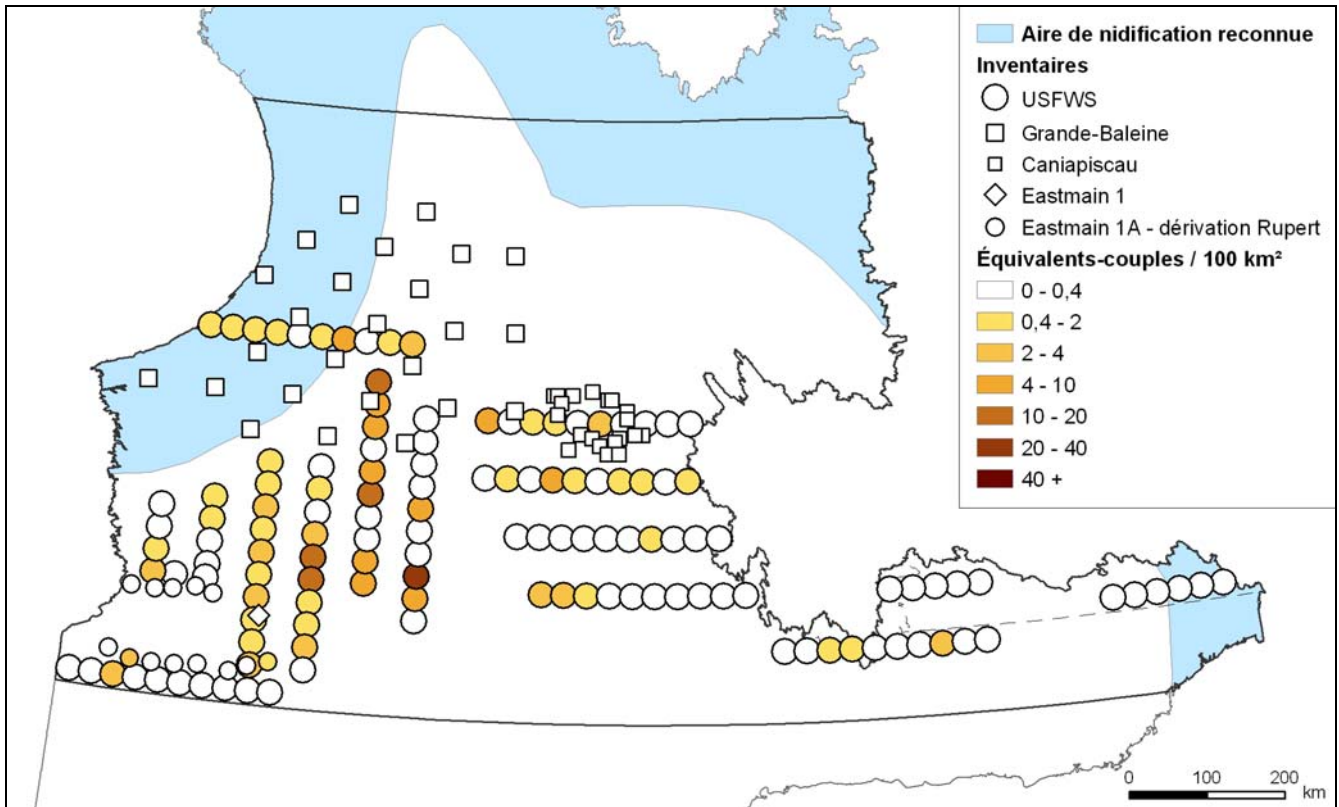 Aire de nidification reconnue
Inventaires
USFWS
Grande-Baleine
Caniapiscau
Eastmain 1
Eastmain 1A - dérivation Rupert
Équivalents-couples / 100 km²
0 - 0,4
0,4 - 2
2 - 4
4 - 10
10 - 20
20 - 40
40 +
0 100 200
km